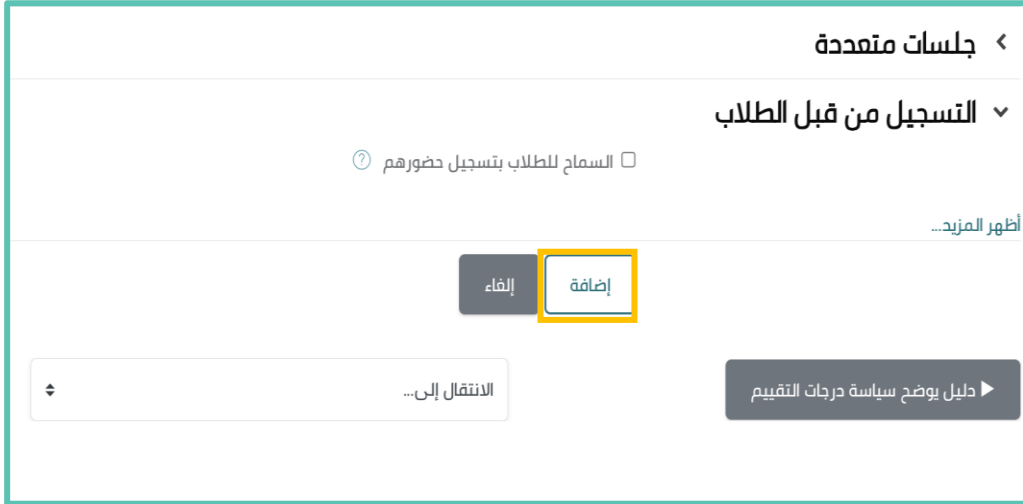 جلسات متعددة
التسجيل من قبل الطلاب
السماح للطلاب بتسجيل حضورهم
أظهر المزيد...
إضافة
إلغاء
دليل يوضح سياسة درجات التقييم
الانتقال إلى...